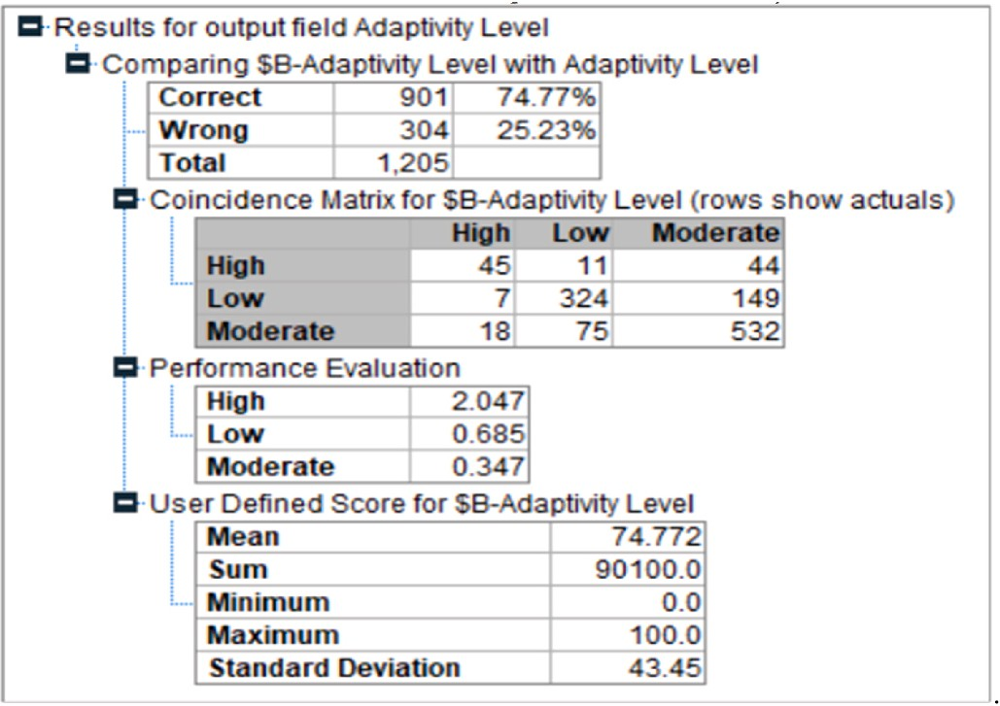 Results for output field Adaptivity Level
Comparing $B-Adaptivity Level with Adaptivity Level
Correct 901 74.77%
Wrong 304 25.23%
Total 1,205
Coincidence Matrix for $B-Adaptivity Level (rows show actuals)
High Low Moderate
High 45 11 44
Low 7 324 149
Moderate 18 75 532
Performance Evaluation
High 2.047
Low 0.685
Moderate 0.347
User Defined Score for $B-Adaptivity Level
Mean 74.772
Sum 90100.0
Minimum 0.0
Maximum 100.0
Standard Deviation 43.45
.